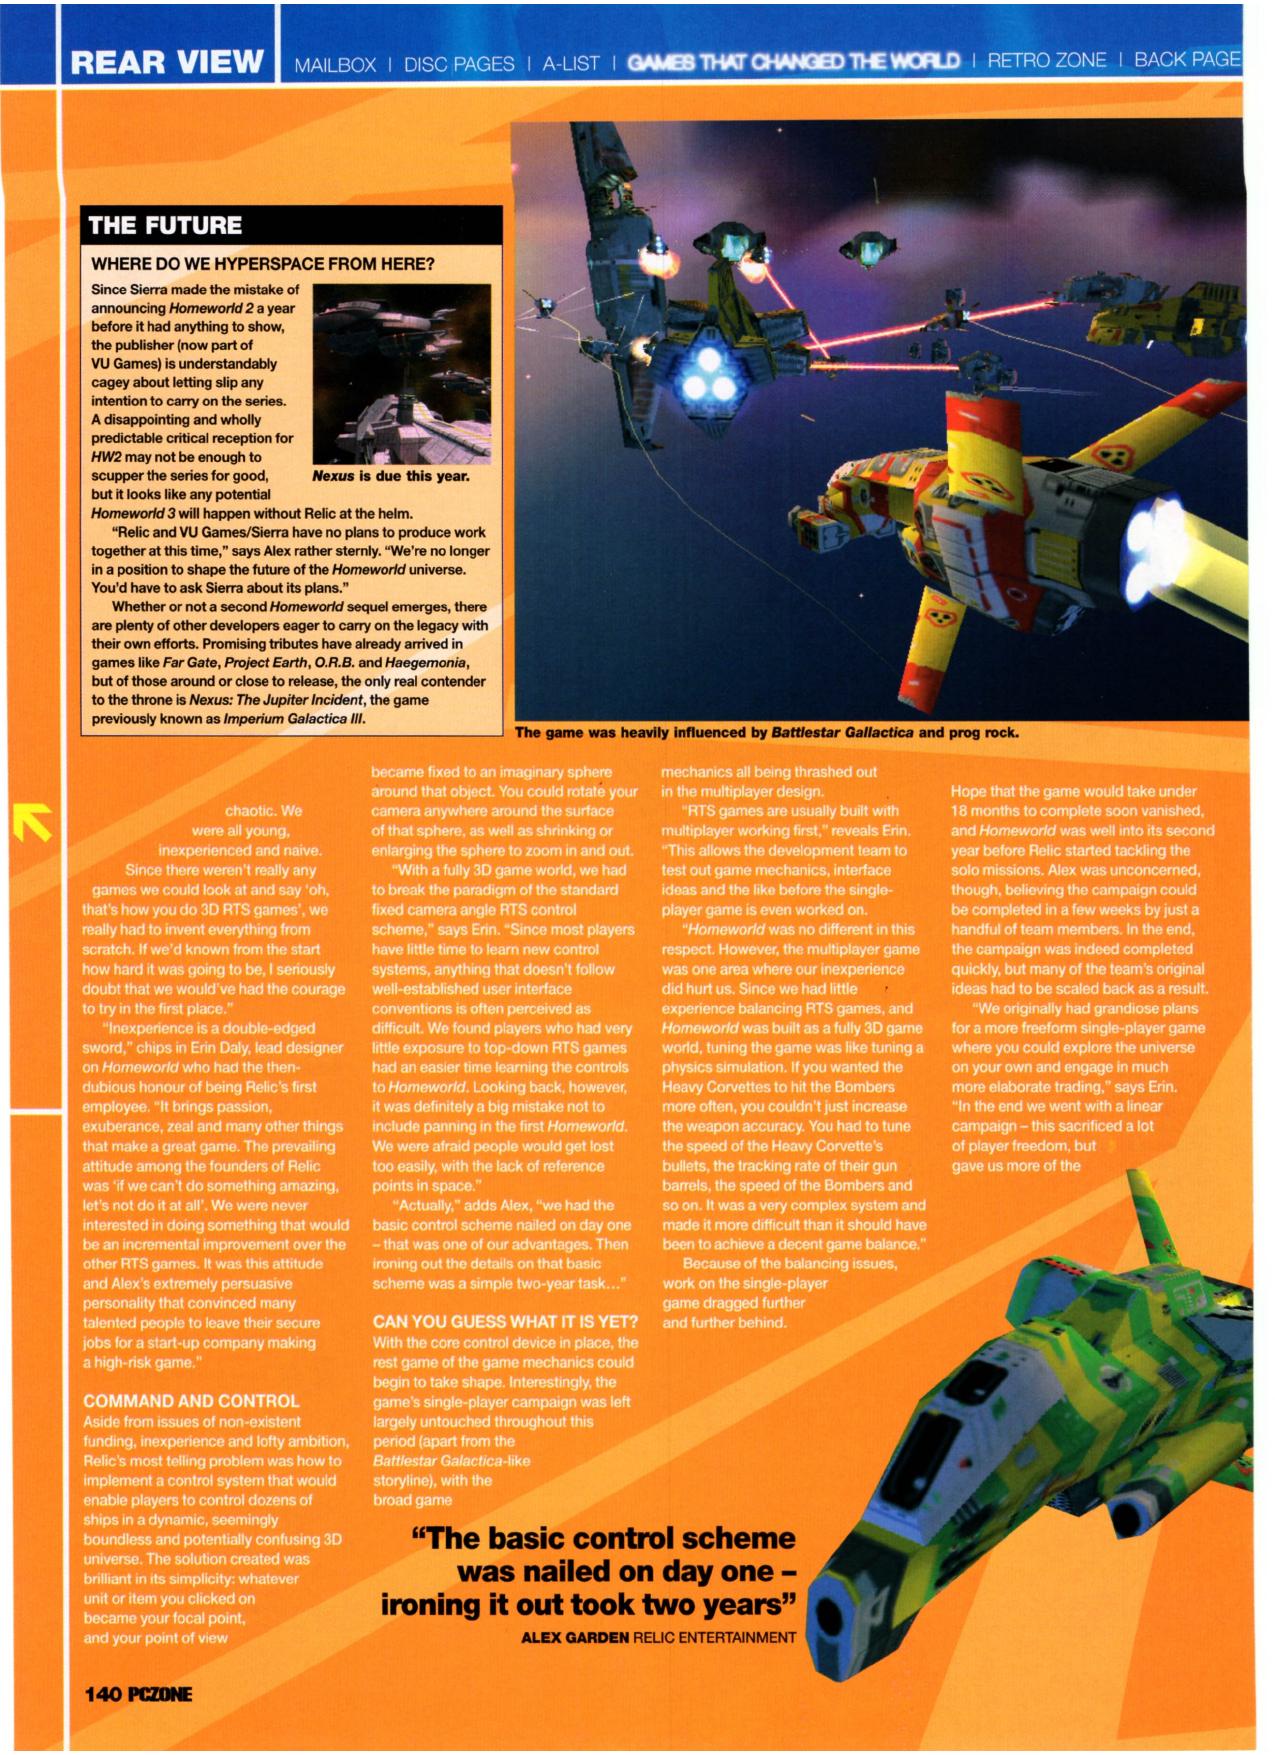 REAR VIEW
MAILBOX | DISC PAGES | A-LIST | GAMES THAT CHANGED THE WORLD | RETRO ZONE | BACK PAGE
THE FUTURE
WHERE DO WE HYPERSPACE FROM HERE?
Since Sierra made the mistake of
announcing Homeworld 2 a year
before it had anything to show,
the publisher (now part of
VU Games) is understandably
cagey about letting slip any
intention to carry on the series.
A disappointing and wholly
predictable critical reception for
HW2 may not be enough to
scupper the series for good,
but it looks like any potential
Homeworld 3 will happen without Relic at the helm.
“Relic and VU Games/Sierra have no plans to produce work
together at this time,” says Alex rather sternly. “We’re no longer
in a position to shape the future of the Homeworld universe.
You’d have to ask Sierra about its plans.”
Whether or not a second Homeworld sequel emerges, there
are plenty of other developers eager to carry on the legacy with
their own efforts. Promising tributes have already arrived in
games like Far Gate, Project Earth, O.R.B. and Haegemonia,
but of those around or close to release, the only real contender
to the throne is Nexus: The Jupiter Incident, the game
previously known as Imperium Galactica III.
Nexus is due this year.
The game was heavily influenced by Battlestar Gallactica and prog rock.
chaotic. We
were all young,
inexperienced and naive.
Since there weren’t really any
games we could look at and say ‘oh,
that’s how you do 3D RTS games’, we
really had to invent everything from
scratch. If we’d known from the start
how hard it was going to be, I seriously
doubt that we would’ve had the courage
to try in the first place.”
“Inexperience is a double-edged
sword,” chips in Erin Daly, lead designer
on Homeworld who had the then-
dubious honour of being Relic’s first
employee. “It brings passion,
exuberance, zeal and many other things
that make a great game. The prevailing
attitude among the founders of Relic
was ‘if we can’t do something amazing,
let’s not do it at all’. We were never
interested in doing something that would
be an incremental improvement over the
other RTS games. It was this attitude
and Alex’s extremely persuasive
personality that convinced many
talented people to leave their secure
jobs for a start-up company making
a high-risk game.”
COMMAND AND CONTROL
Aside from issues of non-existent
funding, inexperience and lofty ambition,
Relic’s most telling problem was how to
implement a control system that would
enable players to control dozens of
ships in a dynamic, seemingly
boundless and potentially confusing 3D
universe. The solution created was
brilliant in its simplicity: whatever
unit or item you clicked on
became your focal point,
and your point of view
became fixed to an imaginary sphere
around that object. You could rotate your
camera anywhere around the surface
of that sphere, as well as shrinking or
enlarging the sphere to zoom in and out.
“With a fully 3D game world, we had
to break the paradigm of the standard
fixed camera angle RTS control
scheme,” says Erin. “Since most players
have little time to learn new control
systems, anything that doesn’t follow
well-established user interface
conventions is often perceived as
difficult. We found players who had very
little exposure to top-down RTS games
had an easier time learning the controls
to Homeworld. Looking back, however,
it was definitely a big mistake not to
include panning in the first Homeworld.
We were afraid people would get lost
too easily, with the lack of reference
points in space.”
“Actually,” adds Alex, “we had the
basic control scheme nailed on day one
– that was one of our advantages. Then
ironing out the details on that basic
scheme was a simple two-year task…”
CAN YOU GUESS WHAT IT IS YET?
With the core control device in place, the
rest game of the game mechanics could
begin to take shape. Interestingly, the
game’s single-player campaign was left
largely untouched throughout this
period (apart from the
Battlestar Galactica-like
storyline), with the
broad game
mechanics all being thrashed out
in the multiplayer design.
“RTS games are usually built with
multiplayer working first,” reveals Erin.
“This allows the development team to
test out game mechanics, interface
ideas and the like before the single-
player game is even worked on.
“Homeworld was no different in this
respect. However, the multiplayer game
was one area where our inexperience
did hurt us. Since we had little
experience balancing RTS games, and
Homeworld was built as a fully 3D game
world, tuning the game was like tuning a
physics simulation. If you wanted the
Heavy Corvettes to hit the Bombers
more often, you couldn’t just increase
the weapon accuracy. You had to tune
the speed of the Heavy Corvette’s
bullets, the tracking rate of their gun
barrels, the speed of the Bombers and
so on. It was a very complex system and
made it more difficult than it should have
been to achieve a decent game balance.”
Because of the balancing issues,
work on the single-player
game dragged further
and further behind.
Hope that the game would take under
18 months to complete soon vanished,
and Homeworld was well into its second
year before Relic started tackling the
solo missions. Alex was unconcerned,
though, believing the campaign could
be completed in a few weeks by just a
handful of team members. In the end,
the campaign was indeed completed
quickly, but many of the team’s original
ideas had to be scaled back as a result.
“We originally had grandiose plans
for a more freeform single-player game
where you could explore the universe
on your own and engage in much
more elaborate trading,” says Erin.
“In the end we went with a linear
campaign – this sacrificed a lot
of player freedom, but
gave us more of the
“The basic control scheme
was nailed on day one –
ironing it out took two years”
ALEX GARDEN RELIC ENTERTAINMENT
140 PCZONE